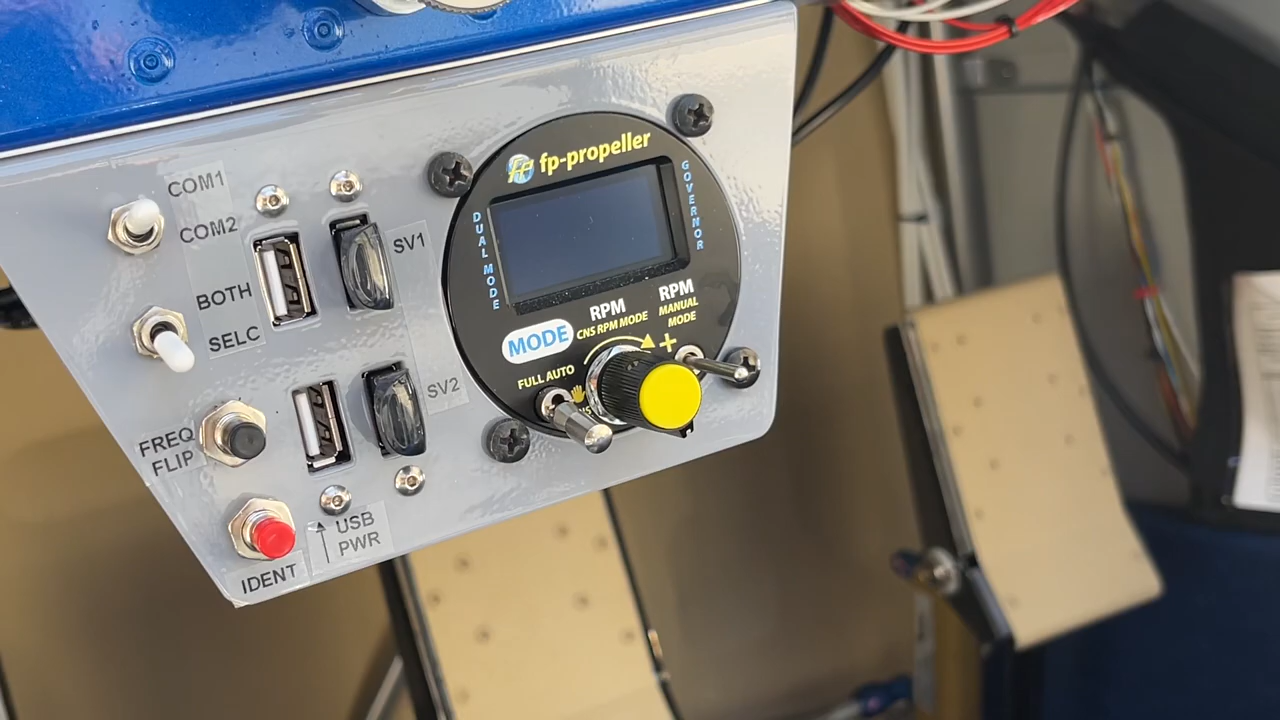 COM1
COM2
BOTH
SELC
FREQ
FLIP
IDENT
USB
PWR
SV1
SV2
fp fp-propeller
DUAL MODE
GOVERNOR
MODE
RPM
CNS RPM MODE
RPM
MANUAL
MODE
+
FULL AUTO